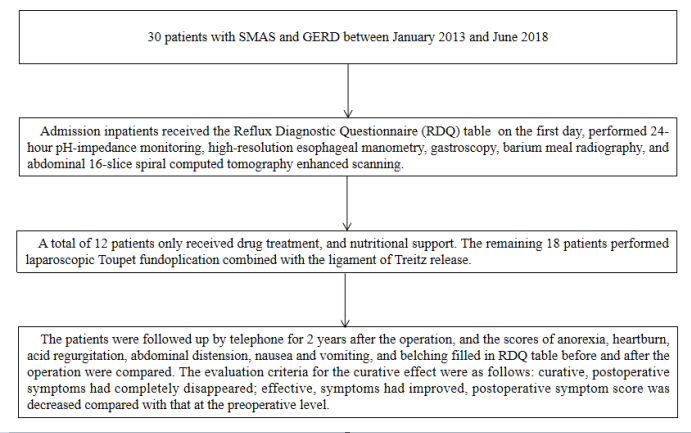 30 patients with SMAS and GERD between January 2013 and June 2018
Admission inpatients received the Reflux Diagnostic Questionnaire (RDQ) table on the first day, performed 24-
hour pH-impedance monitoring, high-resolution esophageal manometry, gastroscopy, barium meal radiography, and
abdominal 16-slice spiral computed tomography enhanced scanning.
A total of 12 patients only received drug treatment, and nutritional support. The remaining 18 patients performed
laparoscopic Toupet fundoplication combined with the ligament of Treitz release.
The patients were followed up by telephone for 2 years after the operation, and the scores of anorexia, heartburn,
acid regurgitation, abdominal distension, nausea and vomiting, and belching filled in RDQ table before and after the
operation were compared. The evaluation criteria for the curative effect were as follows: curative, postoperative
symptoms had completely disappeared; effective, symptoms had improved, postoperative symptom score was
decreased compared with that at the preoperative level.